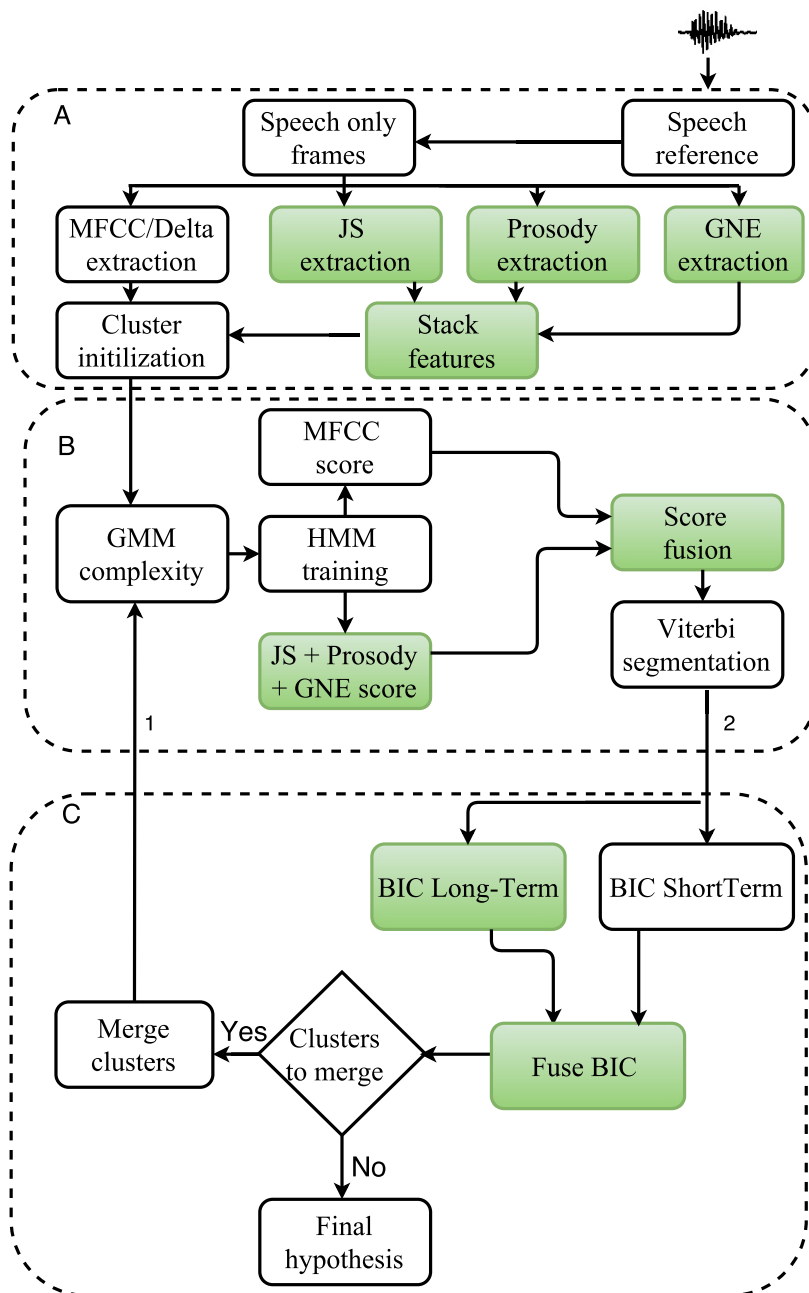 A
Speech only
frames
Speech
reference
MFCC/Delta
extraction
JS
extraction
Prosody
extraction
GNE
extraction
Cluster
initilization
Stack
features
B
MFCC
score
GMM
complexity
HMM
training
Score
fusion
JS + Prosody
+ GNE score
Viterbi
segmentation
1
2
C
BIC Long-Term
BIC ShortTerm
Merge
clusters
Yes
Clusters
to merge
Fuse BIC
No
Final
hypothesis